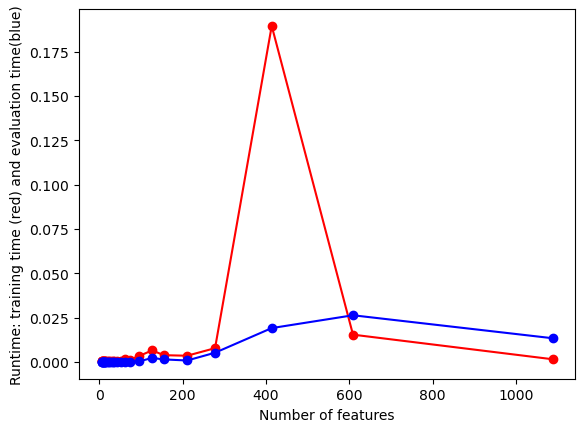 Runtime: training time (red) and evaluation time(blue)
0.175
0.150
0.125
0.100
0.075
0.050
0.025
0.000
0 200 400 600 800 1000
Number of features